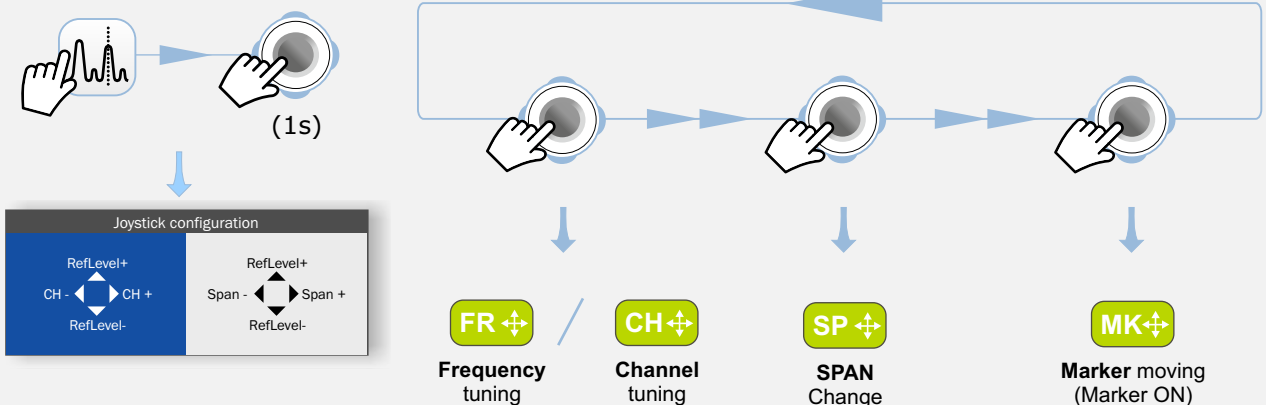 (1s)
Joystick configuration
RefLevel+
CH - CH +
RefLevel-
RefLevel+
Span - Span +
RefLevel-
FR
CH
SP
MK
Frequency
tuning
Channel
tuning
SPAN
Change
Marker moving
(Marker ON)